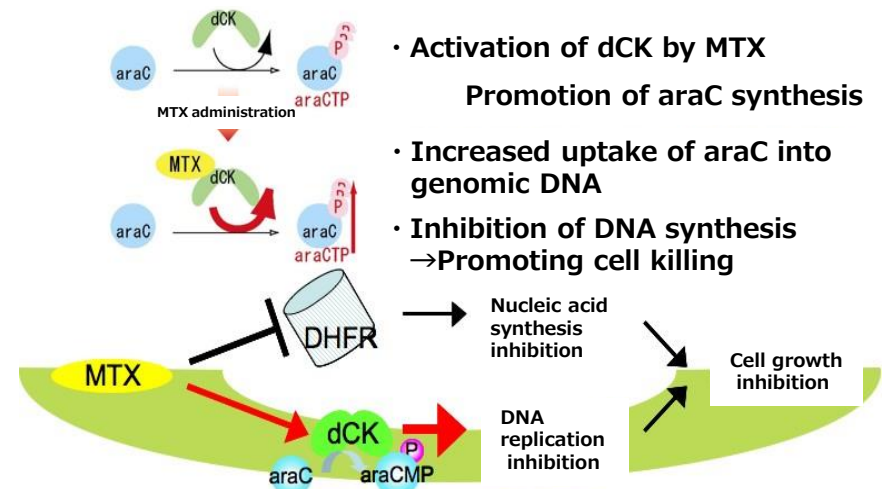 dCK
araC
P
P
P
araC
araCTP
MTX administration
MTX
dCK
araC
P
P
P
araC
araCTP
・Activation of dCK by MTX
Promotion of araC synthesis
・Increased uptake of araC into
genomic DNA
・Inhibition of DNA synthesis
→Promoting cell killing
DHFR
Nucleic acid
synthesis
inhibition
MTX
Cell growth
inhibition
dCK
P
araC
araCMP
DNA
replication
inhibition